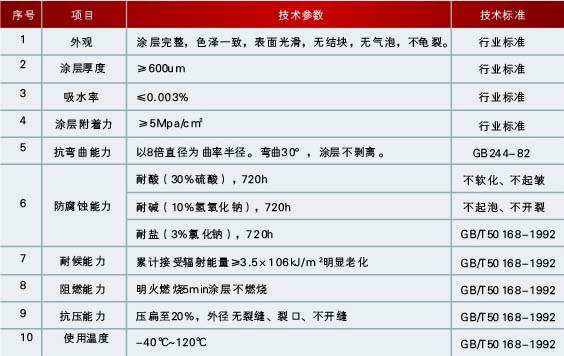 序号 项目 技术参数 技术标准
1 外观 涂层完整，色泽一致，表面光滑，无结块，无气泡，不龟裂。 行业标准
2 涂层厚度 ≥600um 行业标准
3 吸水率 ≤0.003% 行业标准
4 涂层附着力 ≥5Mpa/cm² 行业标准
5 抗弯曲能力 以8倍直径为曲率半径。弯曲30°，涂层不剥离。 GB244-82
耐酸（30%硫酸），720h 不软化、不起皱
6 防腐蚀能力 耐碱（10%氢氧化钠），720h 不起泡、不开裂
耐盐（3%氯化钠），720h GB/T50168-1992
7 耐候能力 累计接受辐射能量≥3.5×106kJ/m²明显老化 GB/T50168-1992
8 阻燃能力 明火燃烧5min涂层不燃烧 GB/T50168-1992
9 抗压能力 压扁至20%，外径无裂缝、裂口、不开缝 GB/T50168-1992
10 使用温度 -40℃~120℃ GB/T50168-1992